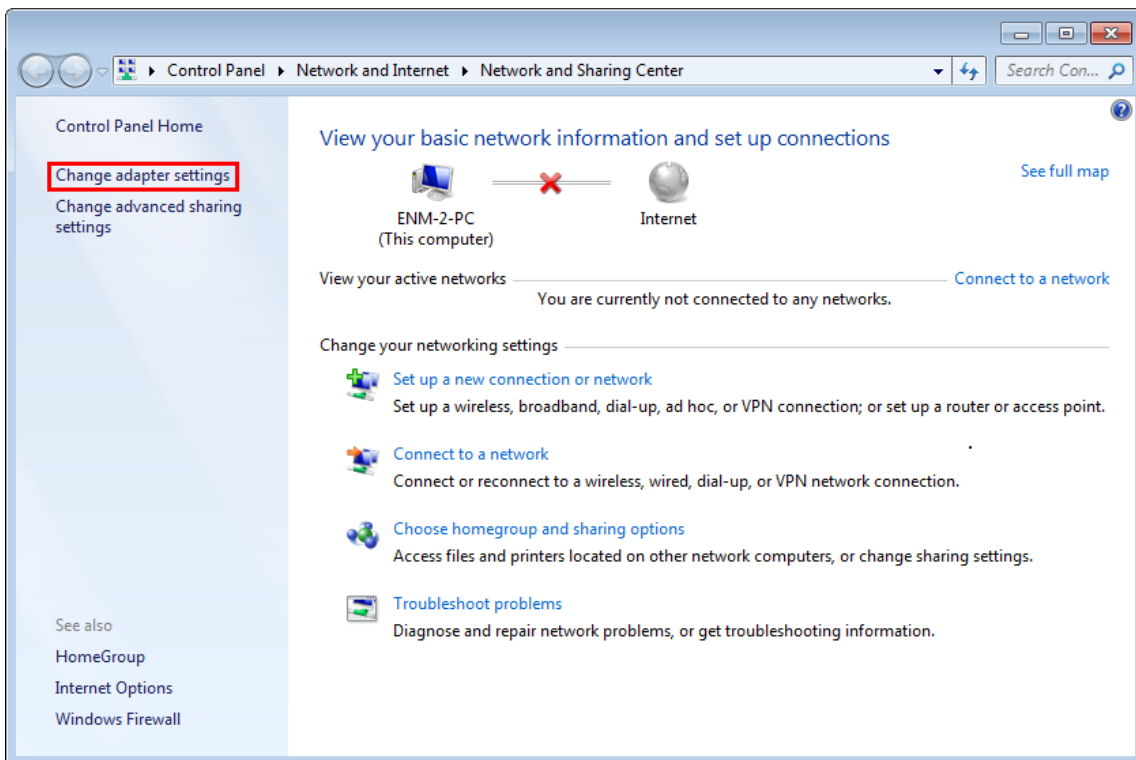 Control Panel ▸ Network and Internet ▸ Network and Sharing Center
Search Con...
Control Panel Home
Change adapter settings
Change advanced sharing
settings
View your basic network information and set up connections
See full map
ENM-2-PC
(This computer)
Internet
View your active networks
Connect to a network
You are currently not connected to any networks.
Change your networking settings
Set up a new connection or network
Set up a wireless, broadband, dial-up, ad hoc, or VPN connection; or set up a router or access point.
Connect to a network
Connect or reconnect to a wireless, wired, dial-up, or VPN network connection.
Choose homegroup and sharing options
Access files and printers located on other network computers, or change sharing settings.
Troubleshoot problems
Diagnose and repair network problems, or get troubleshooting information.
See also
HomeGroup
Internet Options
Windows Firewall